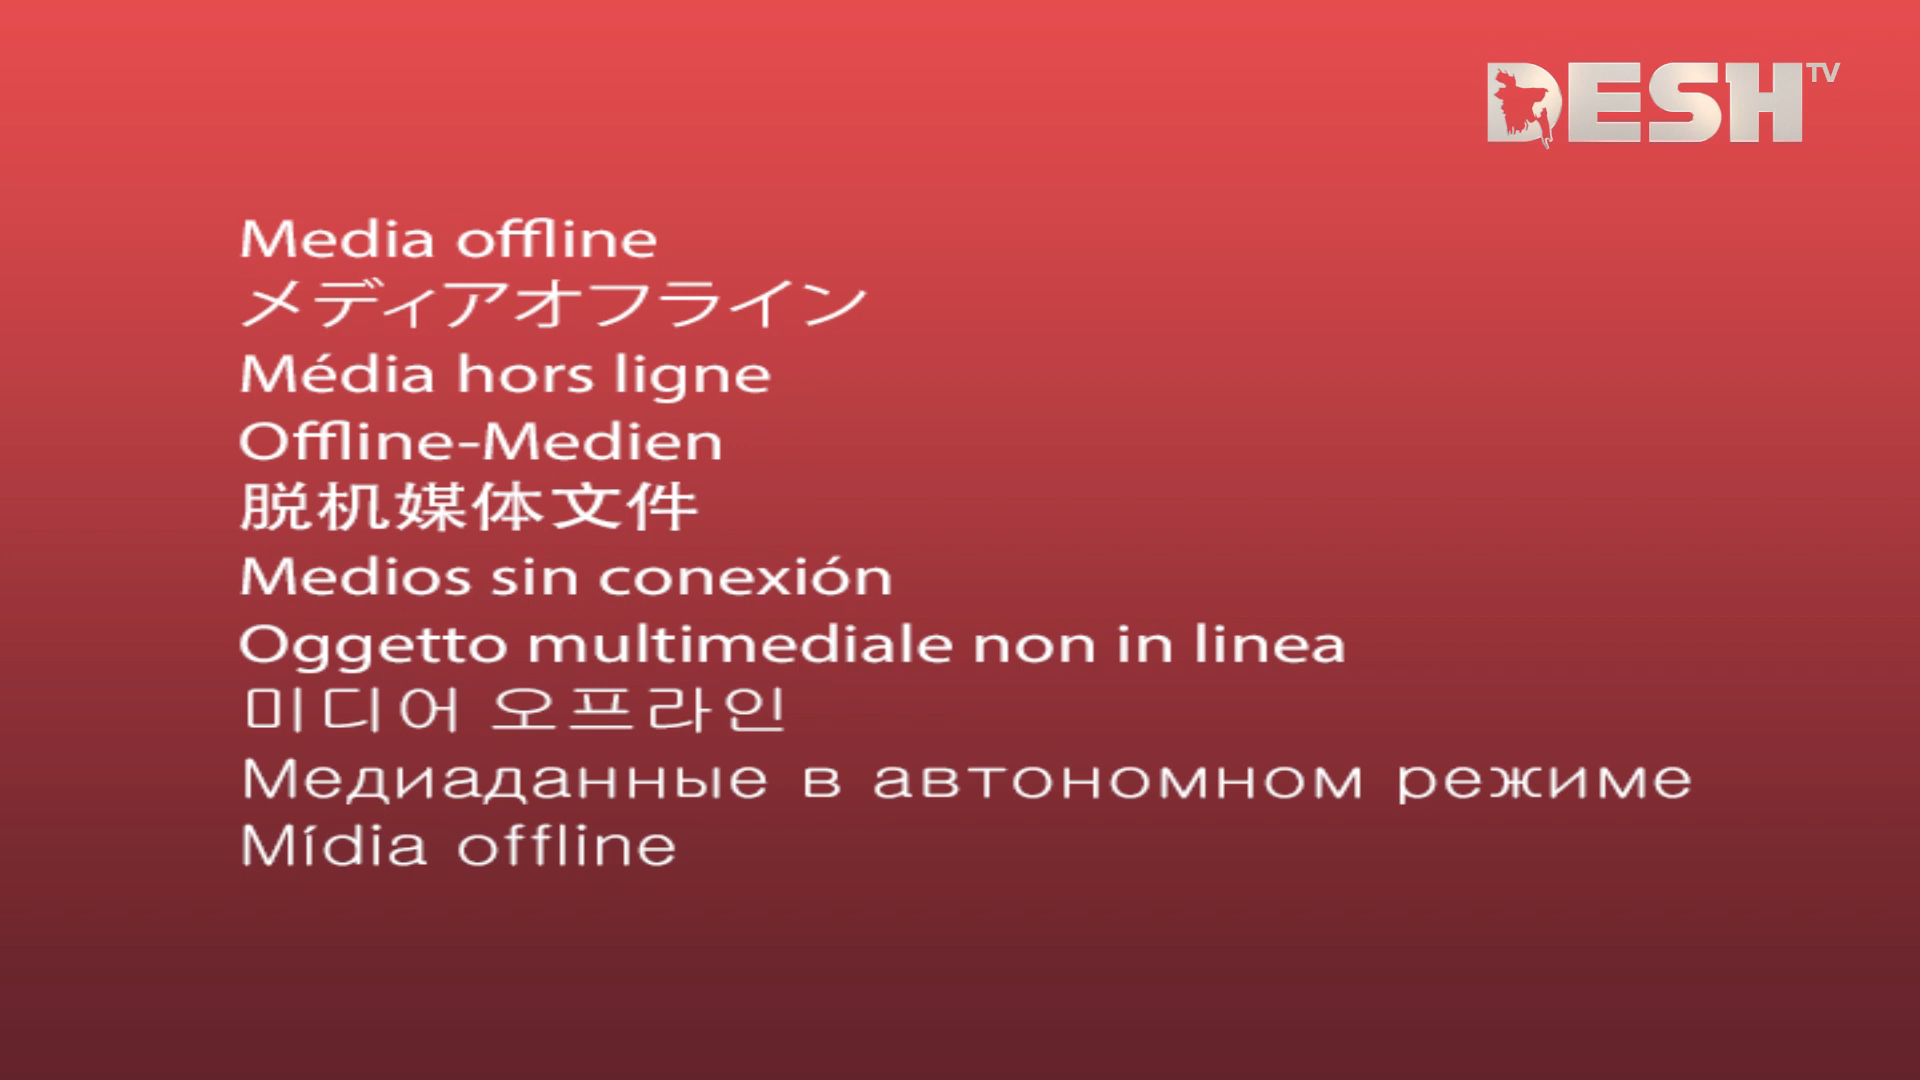 DESH TV
Media offline
メディアオフライン
Média hors ligne
Offline-Medien
脱机媒体文件
Medios sin conexión
Oggetto multimediale non in linea
미디어 오프라인
Медиаданные в автономном режиме
Mídia offline